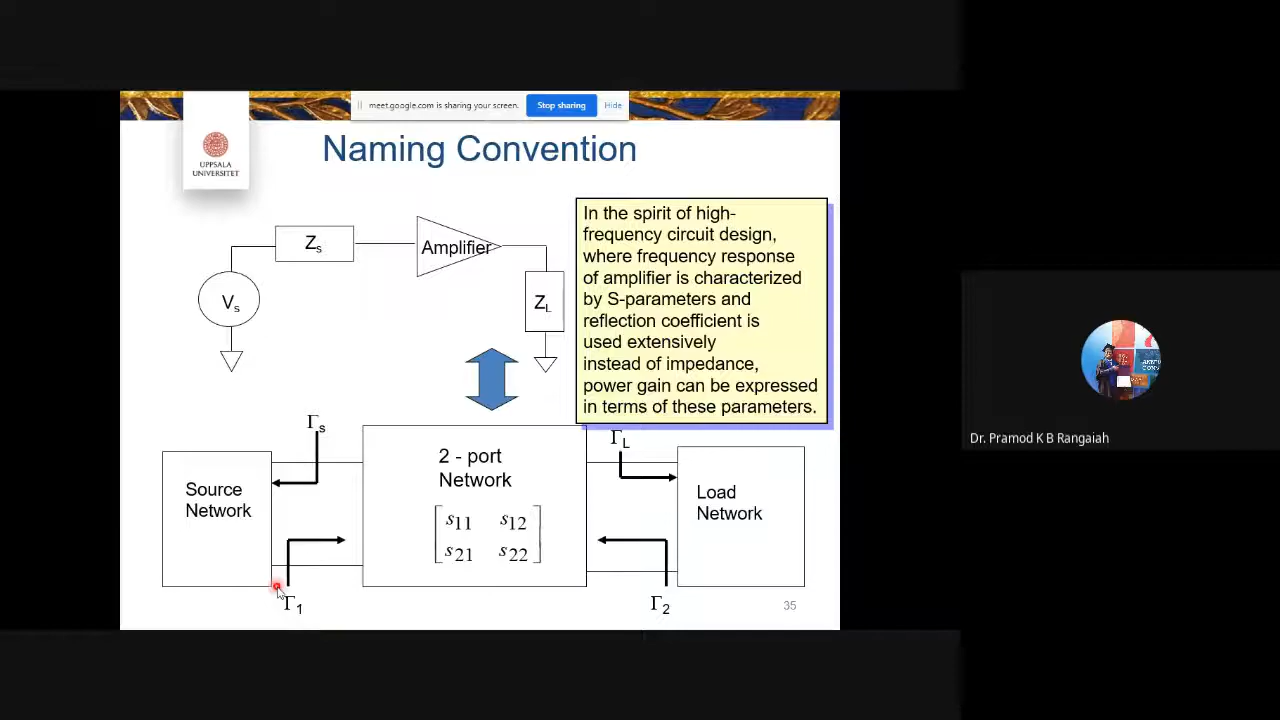 meet.google.com is sharing your screen.
Stop sharing
Hide
UPPSALA
UNIVERSITET
Naming Convention
Zs
Amplifier
Vs
ZL
In the spirit of high-
frequency circuit design,
where frequency response
of amplifier is characterized
by S-parameters and
reflection coefficient is
used extensively
instead of impedance,
power gain can be expressed
in terms of these parameters.
Γs
ΓL
Source
Network
2 - port
Network
s11 s12
s21 s22
Load
Network
Γ1
Γ2
35
Dr. Pramod K B Rangaiah